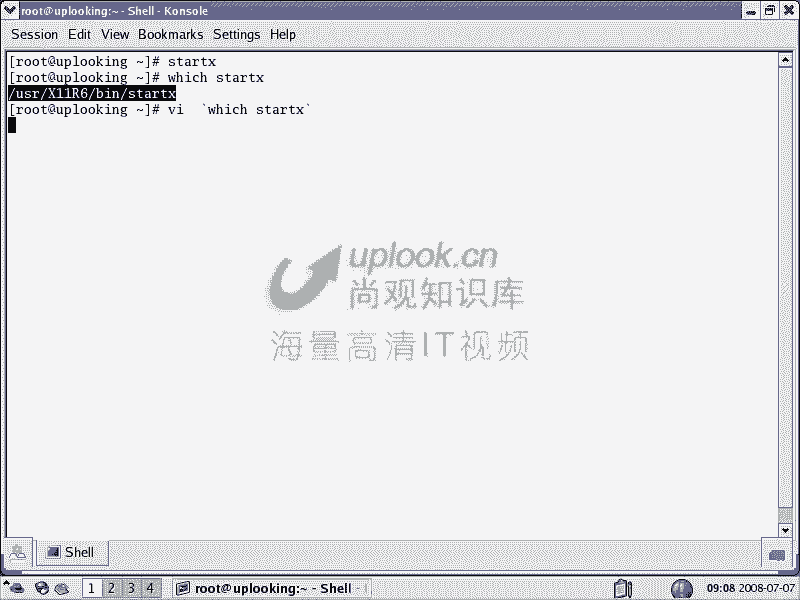 root@uplooking:~ - Shell - Konsole
Session Edit View Bookmarks Settings Help
[root@uplooking ~]# startx
[root@uplooking ~]# which startx
/usr/X11R6/bin/startx
[root@uplooking ~]# vi  `which startx`
uplook.cn
尚观知识库
海量高清IT视频
Shell
1 2 3 4 root@uplooking:~ - Shell - 09:08 2008-07-07